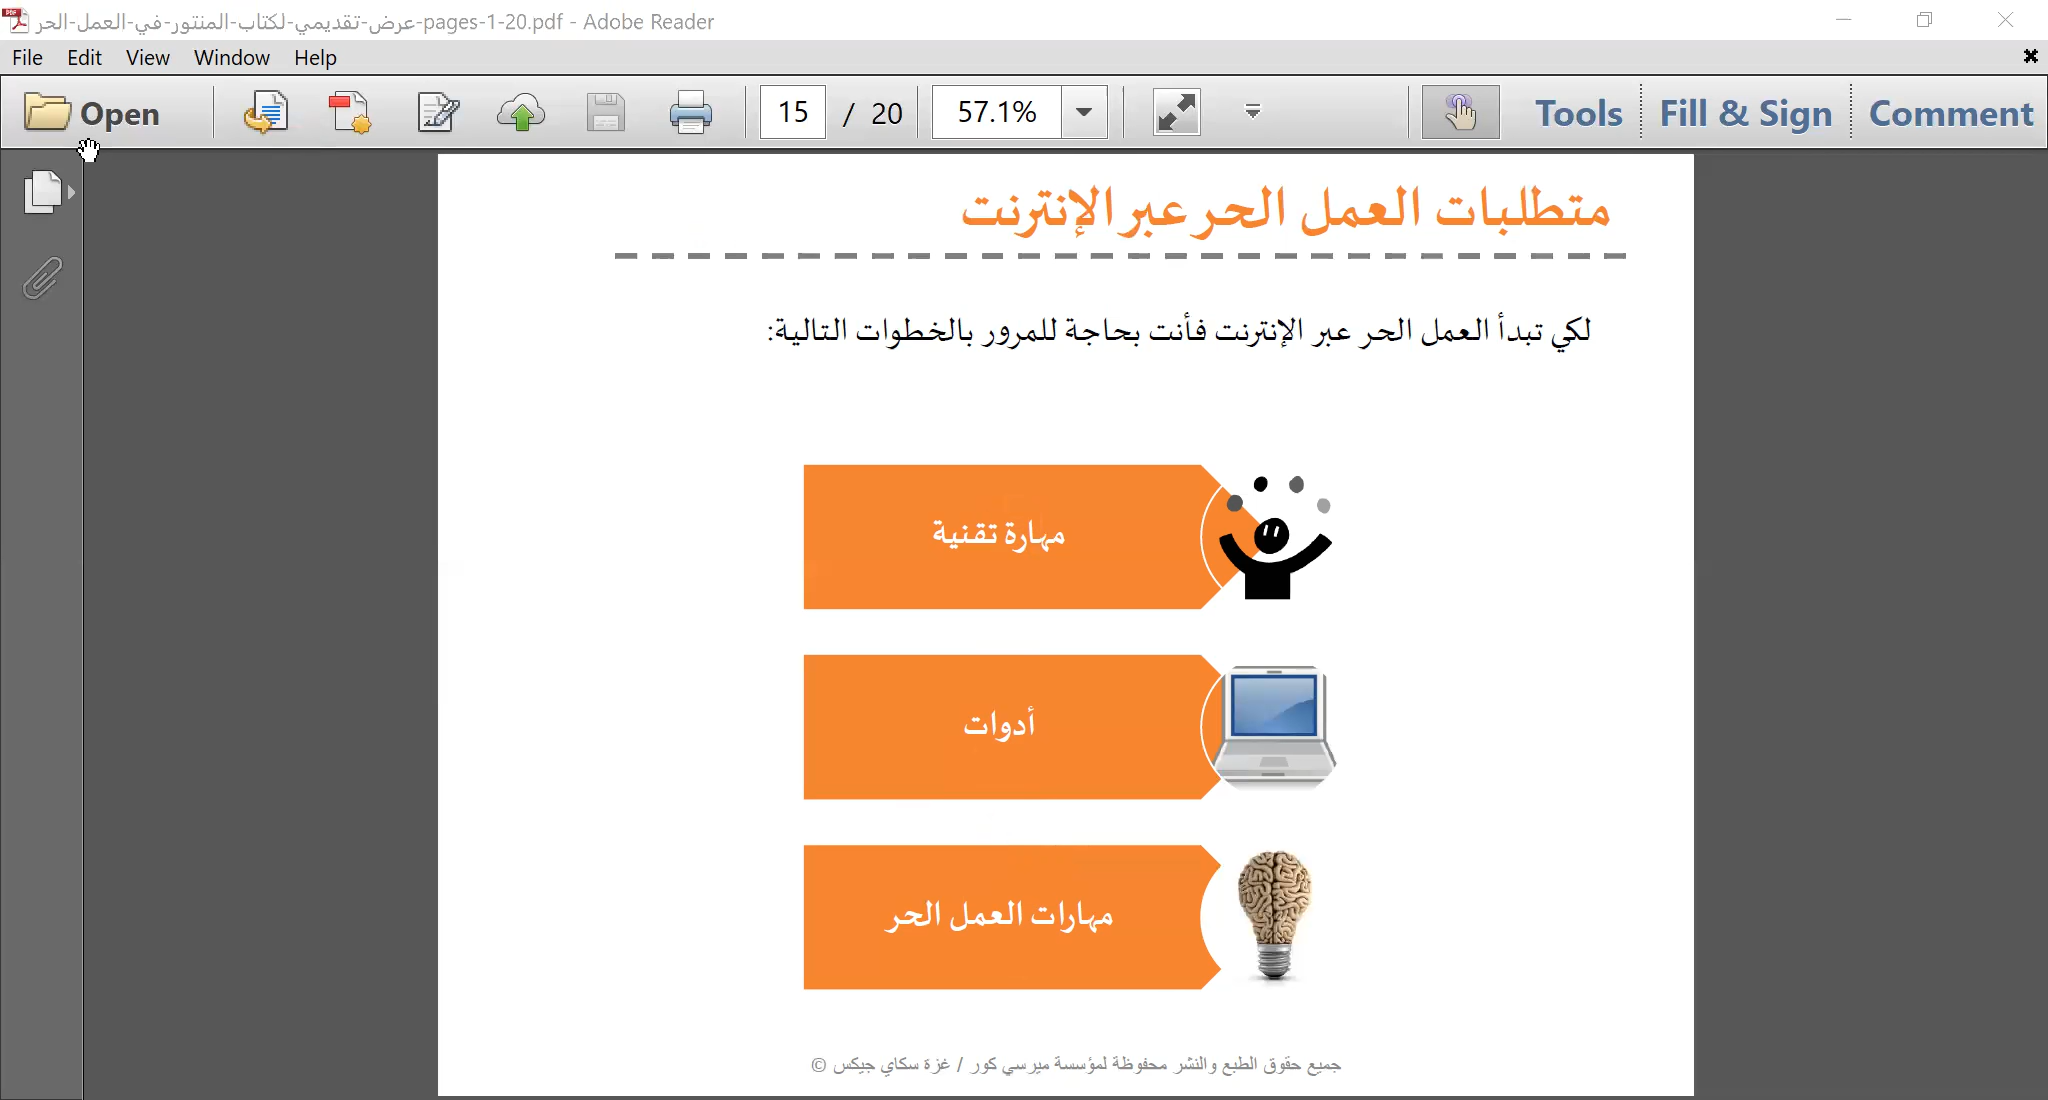 عرض-تقديمي-لكتاب-المنتور-في-العمل-الحر-pages-1-20.pdf - Adobe Reader
File Edit View Window Help
Open 15 / 20 57.1% Tools Fill & Sign Comment
متطلبات العمل الحر عبر الإنترنت
لكي تبدأ العمل الحر عبر الإنترنت فأنت بحاجة للمرور بالخطوات التالية:
مهارة تقنية
أدوات
مهارات العمل الحر
جميع حقوق الطبع والنشر محفوظة لمؤسسة ميرسي كور / غزة سكاي جيكس ©